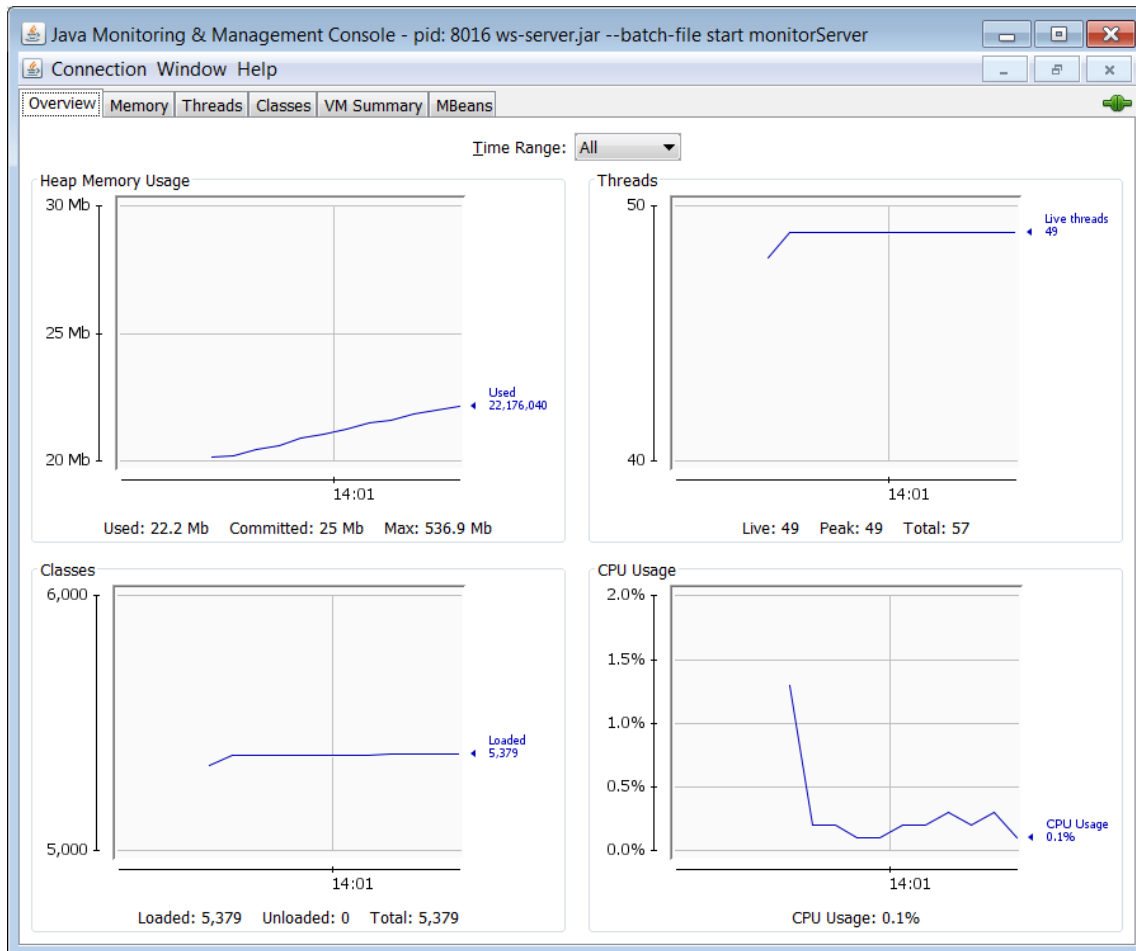 Java Monitoring & Management Console - pid: 8016 ws-server.jar --batch-file start monitorServer
Connection Window Help
Overview Memory Threads Classes VM Summary MBeans
Time Range: All
Heap Memory Usage
30 Mb
25 Mb
20 Mb
Used
22,176,040
14:01
Used: 22.2 Mb Committed: 25 Mb Max: 536.9 Mb
Threads
50
40
Live threads
49
14:01
Live: 49 Peak: 49 Total: 57
Classes
6,000
5,000
Loaded
5,379
14:01
Loaded: 5,379 Unloaded: 0 Total: 5,379
CPU Usage
2.0%
1.5%
1.0%
0.5%
0.0%
CPU Usage
0.1%
14:01
CPU Usage: 0.1%